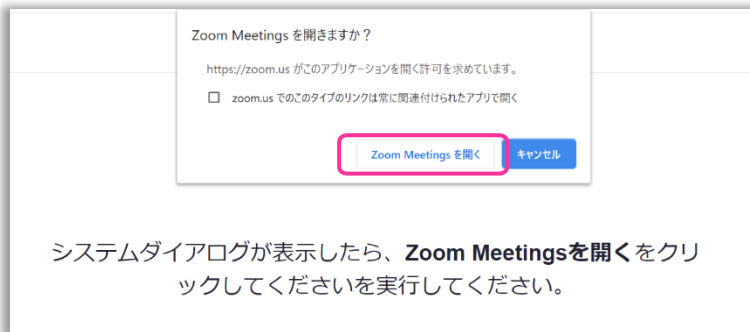 Zoom Meetings を開きますか？
https://zoom.us がこのアプリケーションを開く許可を求めています。
zoom.us でのこのタイプのリンクは常に関連付けられたアプリで開く
Zoom Meetings を開く キャンセル
システムダイアログが表示したら、Zoom Meetingsを開くをクリ
ックしてくださいを実行してください。